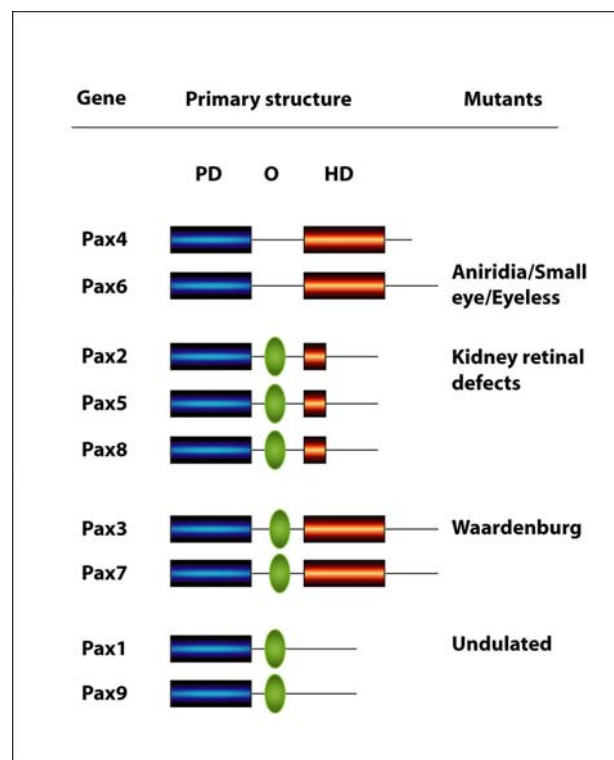 Gene Primary structure Mutants
PD O HD
Pax4
Pax6 Aniridia/Small
eye/Eyeless
Pax2 Kidney retinal
defects
Pax5
Pax8
Pax3 Waardenburg
Pax7
Pax1 Undulated
Pax9